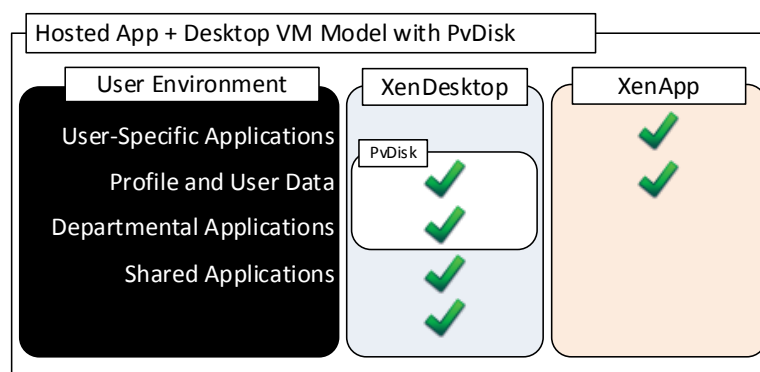 Hosted App + Desktop VM Model with PvDisk
User Environment
XenDesktop
XenApp
User-Specific Applications
PvDisk
Profile and User Data
Departmental Applications
Shared Applications